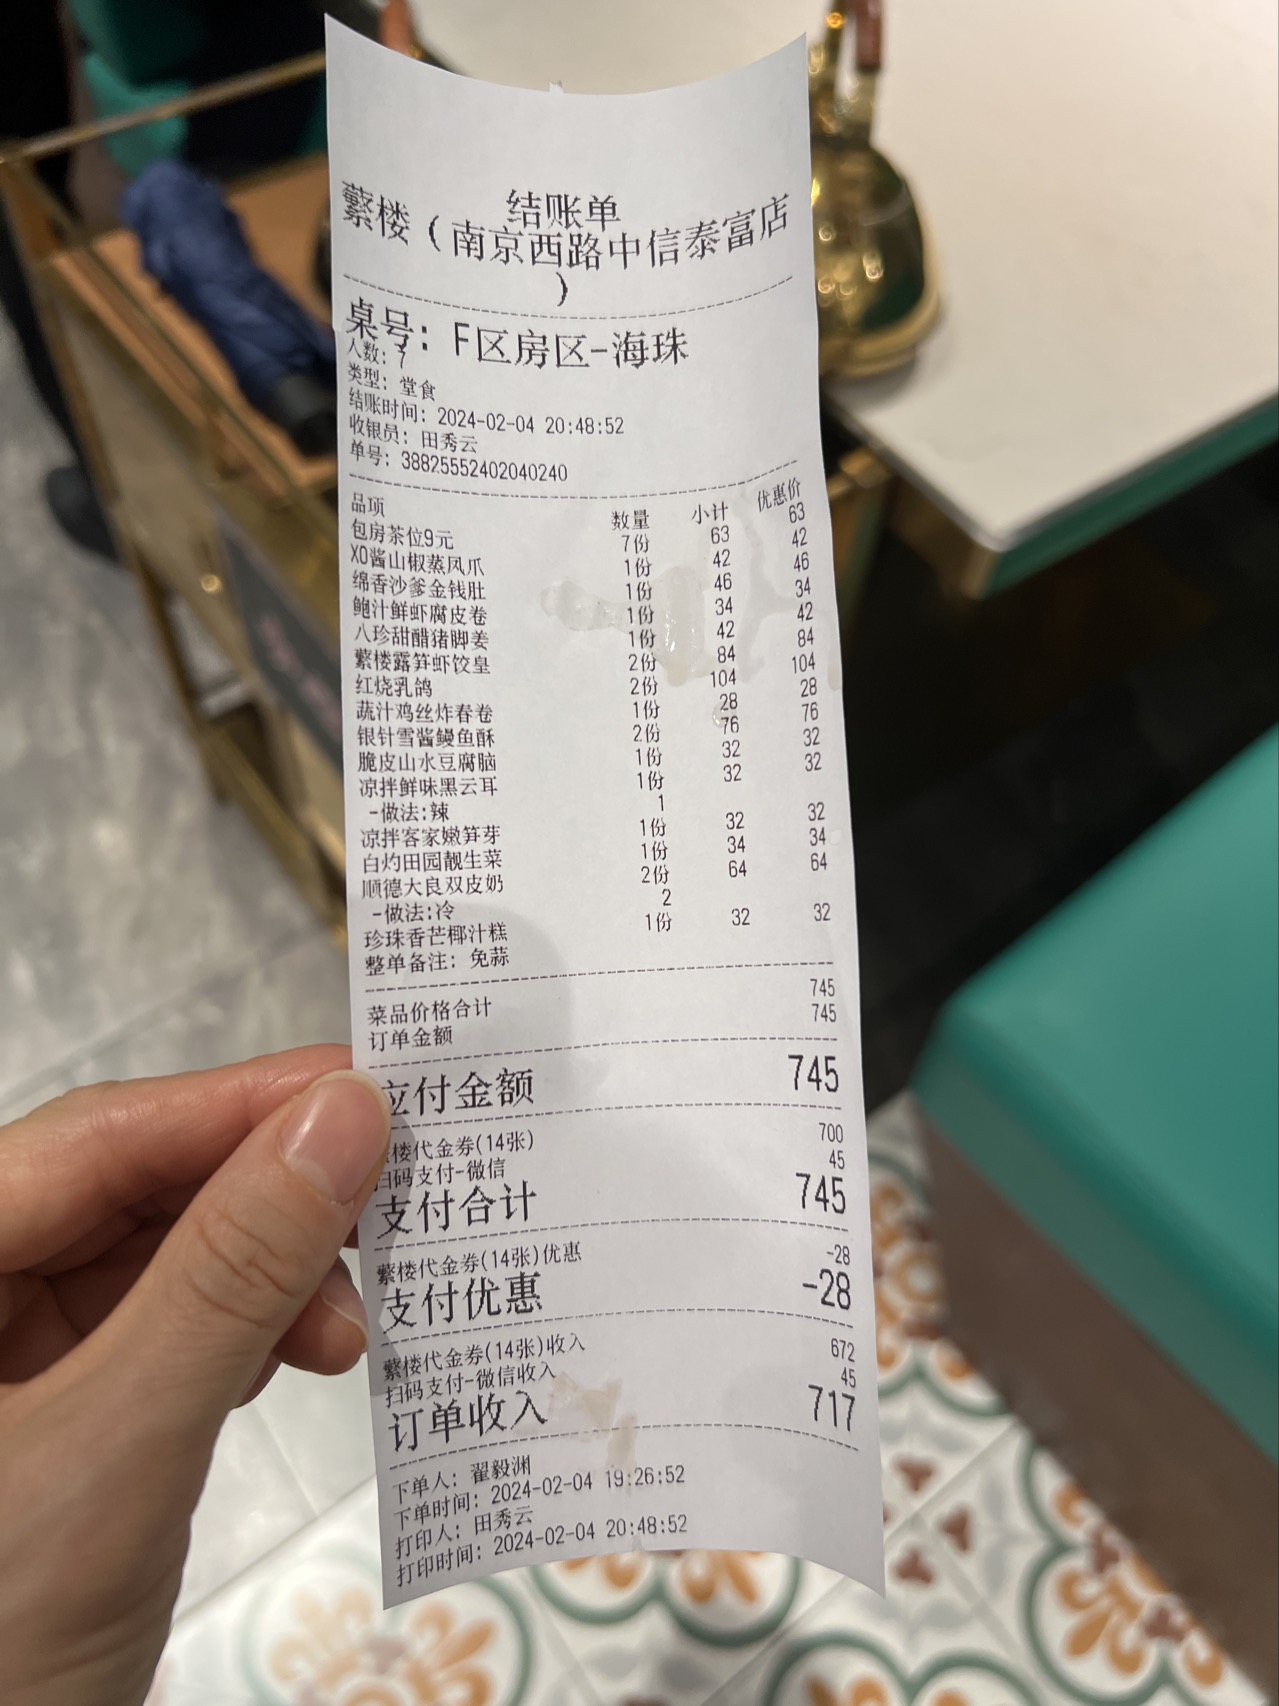 结账单
蘩楼（南京西路中信泰富店
）
桌号：F区房区-海珠
人数：7
类型：堂食
结账时间：2024-02-04 20:48:52
收银员：田秀云
单号：38825552402040240
品项 数量 小计 优惠价
包房茶位9元 7份 63 63
XO酱山椒蒸凤爪 1份 42 42
绵香沙爹金钱肚 1份 46 46
鲍汁鲜虾腐皮卷 1份 34 34
八珍甜醋猪脚姜 1份 42 42
蘩楼露笋虾饺皇 2份 84 84
红烧乳鸽 2份 104 104
蔬汁鸡丝炸春卷 1份 28 28
银针雪酱鳗鱼酥 2份 76 76
脆皮山水豆腐脑 1份 32 32
凉拌鲜味黑云耳 1份 32 32
-做法:辣 1
凉拌客家嫩笋芽 1份 32 32
白灼田园靓生菜 1份 34 34
顺德大良双皮奶 2份 64 64
-做法:冷 2
珍珠香芒椰汁糕 1份 32 32
整单备注：免蒜
菜品价格合计 745
订单金额 745
应付金额 745
楼代金券(14张) 700
扫码支付-微信 45
支付合计 745
蘩楼代金券(14张)优惠 -28
支付优惠 -28
蘩楼代金券(14张)收入 672
扫码支付-微信收入 45
订单收入 717
下单人：翟毅渊
下单时间：2024-02-04 19:26:52
打印人：田秀云
打印时间：2024-02-04 20:48:52